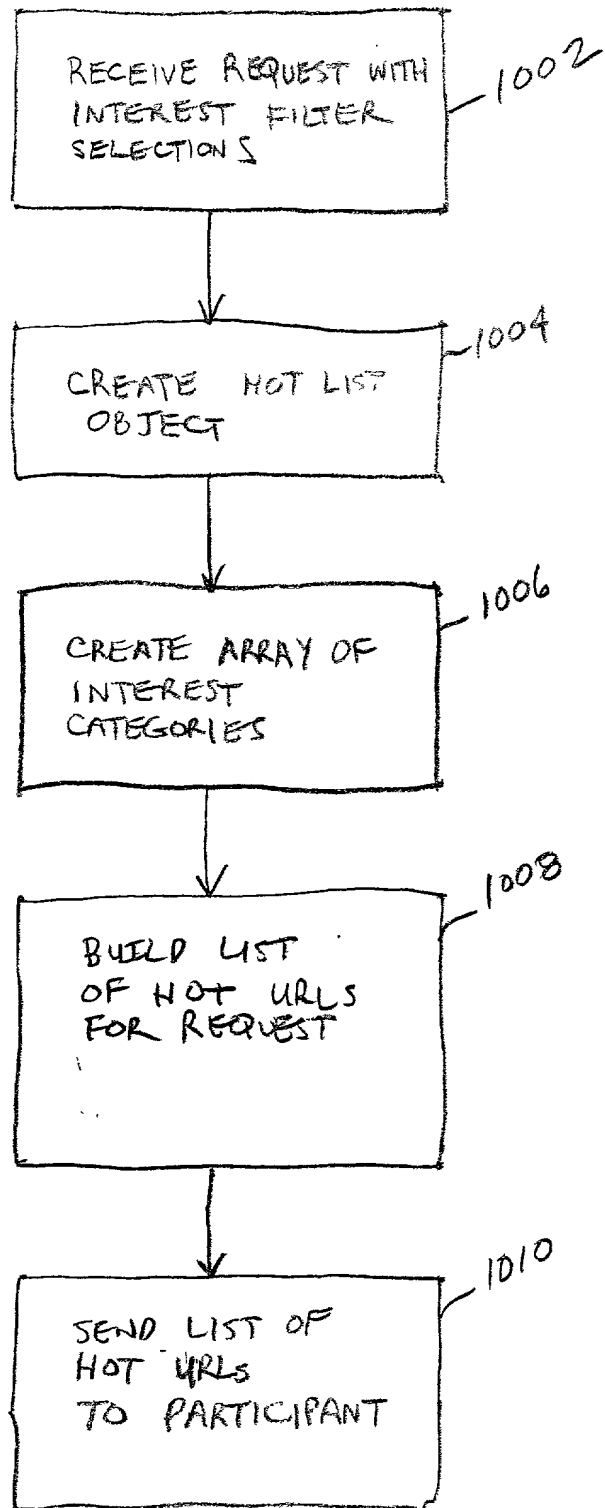 RECEIVE REQUEST WITH
INTEREST FILTER
SELECTIONS
1002
CREATE HOT LIST
OBJECT
1004
CREATE ARRAY OF
INTEREST
CATEGORIES
1006
BUILD LIST
OF HOT URLS
FOR REQUEST
1008
SEND LIST OF
HOT URLs
TO PARTICIPANT
1010